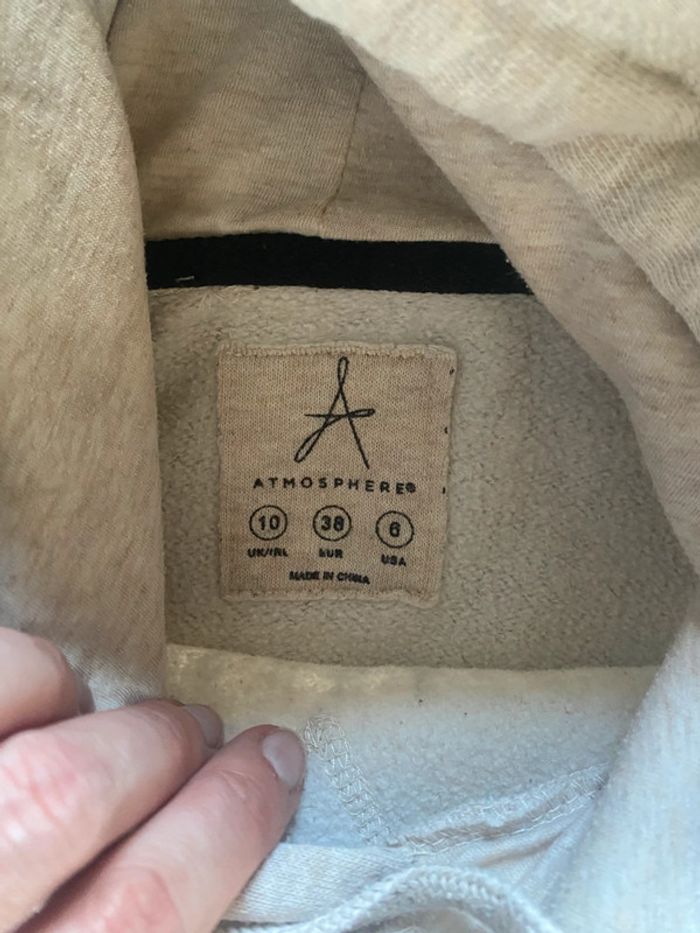 ATMOSPHERE®
10 38 6
UK/IRL EUR USA
MADE IN CHINA